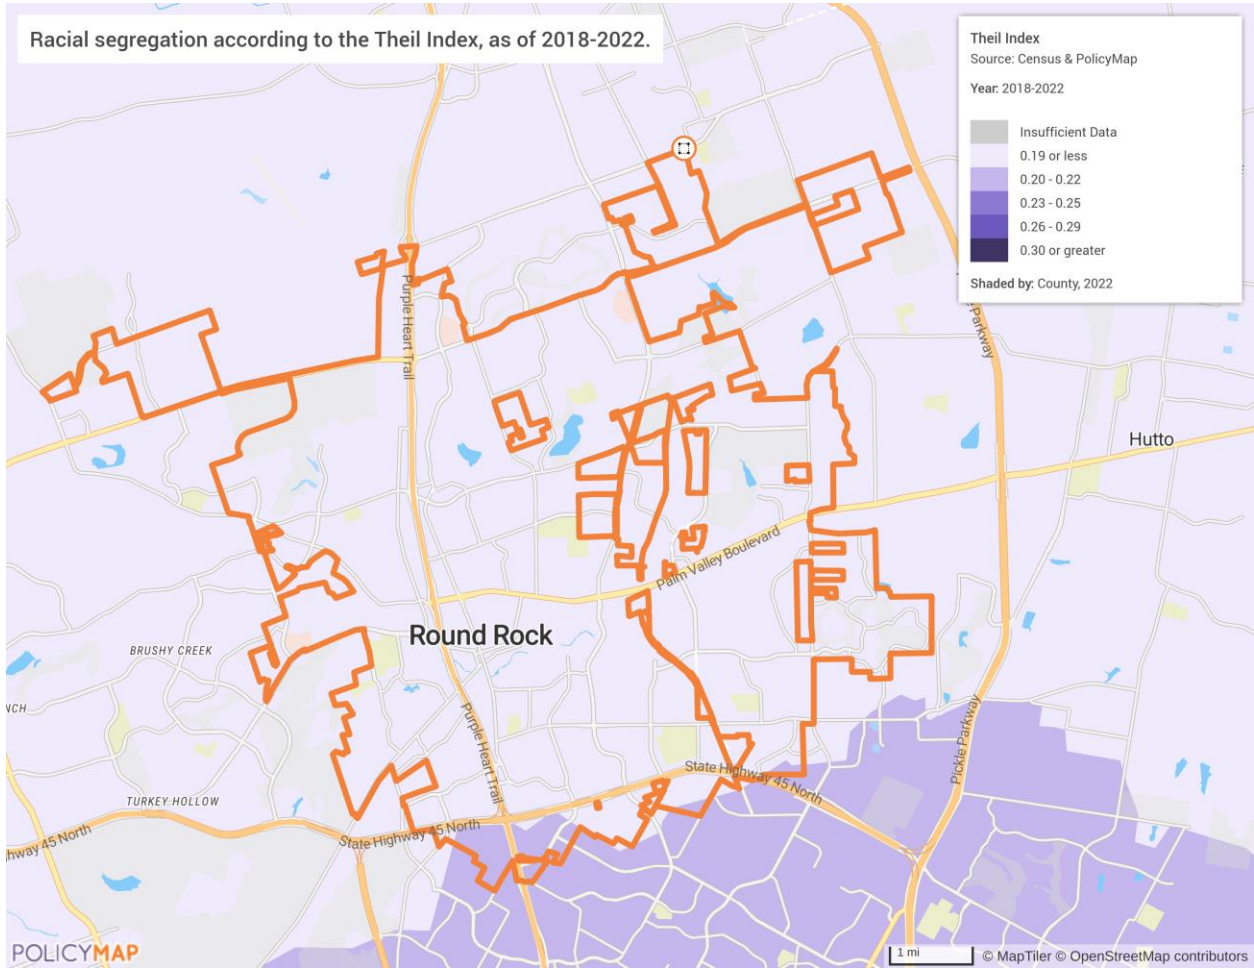 Racial segregation according to the Theil Index, as of 2018-2022.
Theil Index
Source: Census & PolicyMap
Year: 2018-2022
Insufficient Data
0.19 or less
0.20 - 0.22
0.23 - 0.25
0.26 - 0.29
0.30 or greater
Shaded by: County, 2022
Purple Heart Trail
Parkway
Hutto
Palm Valley Boulevard
Round Rock
BRUSHY CREEK
NCH
Purple Heart Trail
Pickle Parkway
State Highway 45 North
TURKEY HOLLOW
State Highway 45 North
hway 45 North
POLICYMAP
1 mi
© MapTiler © OpenStreetMap contributors